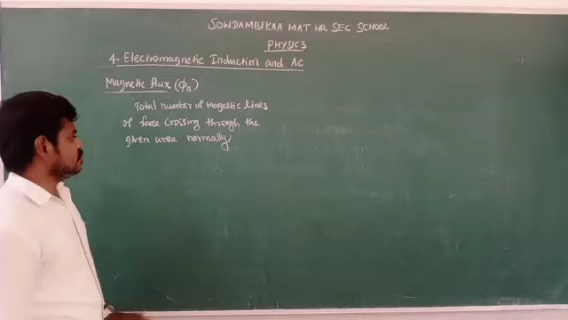 SOWDAMBIKAA MAT HR SEC SCHOOL
PHYSICS
4. Electromagnetic Induction and AC
Magnetic flux (ϕB)
Total number of magnetic lines
of force crossing through the
given area normally